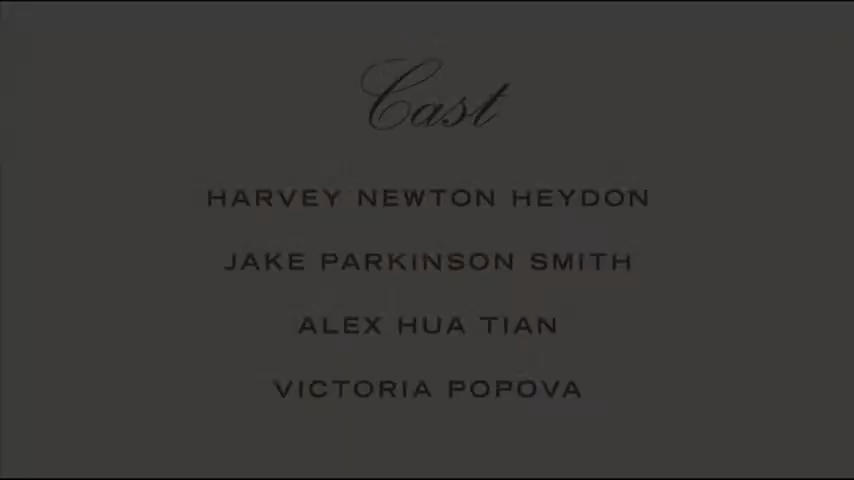 Cast
HARVEY NEWTON HEYDON
JAKE PARKINSON SMITH
ALEX HUA TIAN
VICTORIA POPOVA